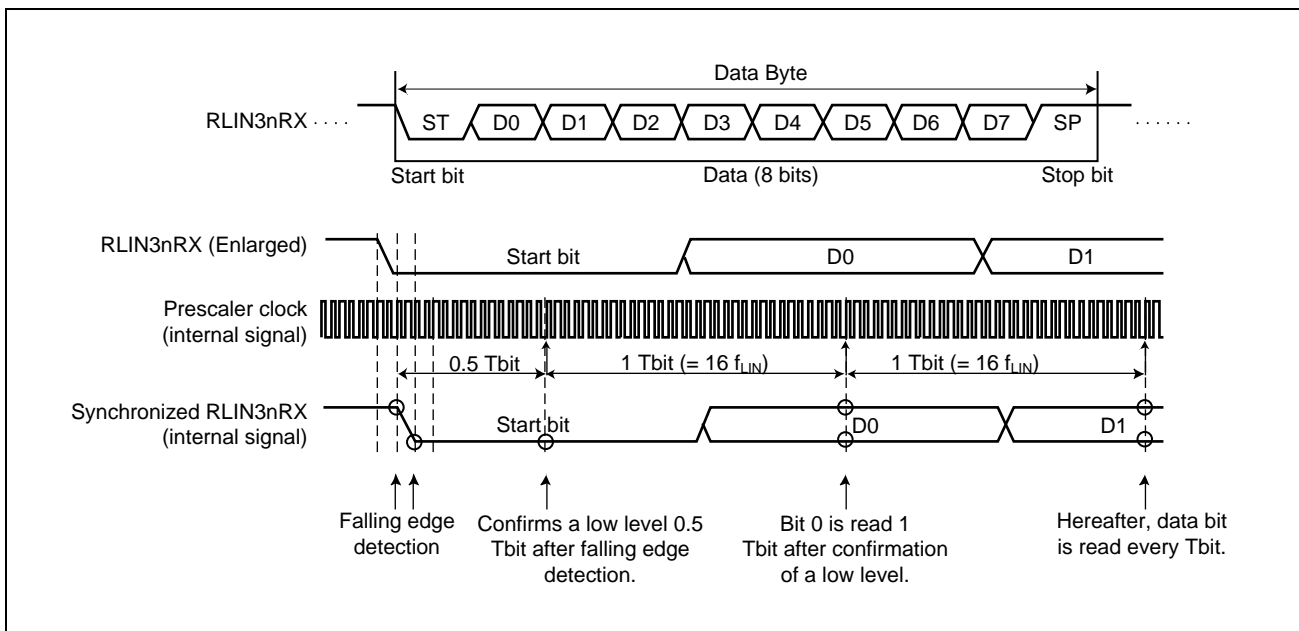 Data Byte
RLIN3nRX · · · · ST D0 D1 D2 D3 D4 D5 D6 D7 SP · · · · · ·
Start bit Data (8 bits) Stop bit
RLIN3nRX (Enlarged) Start bit D0 D1
Prescaler clock
(internal signal)
0.5 Tbit 1 Tbit (= 16 fLIN) 1 Tbit (= 16 fLIN)
Synchronized RLIN3nRX
(internal signal)
Start bit D0 D1
Falling edge
detection
Confirms a low level 0.5
Tbit after falling edge
detection.
Bit 0 is read 1
Tbit after confirmation
of a low level.
Hereafter, data bit
is read every Tbit.